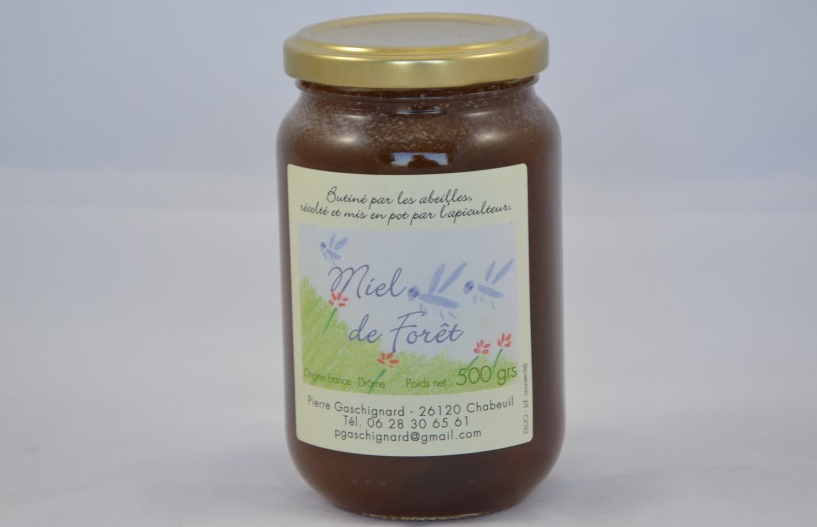 Butiné par les abeilles,
récolté et mis en pot par l'apiculteur.
Miel
de Forêt
Origine France - Drôme Poids net : 500 grs
Pierre Gaschignard - 26120 Chabeuil
Tél. 06 28 30 65 61
pgaschignard@gmail.com